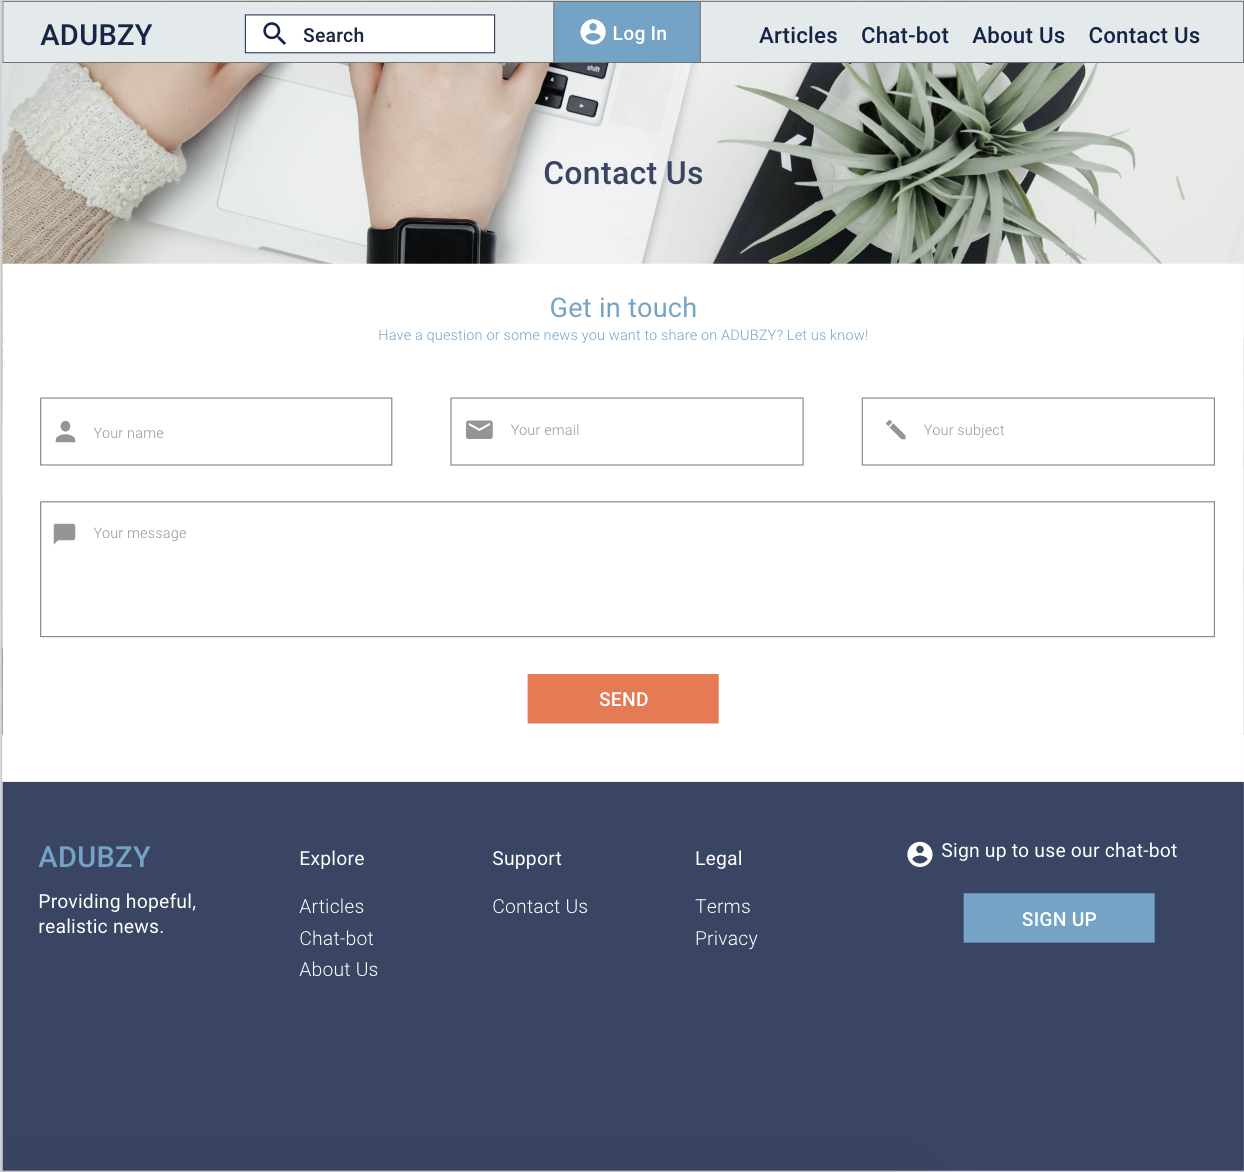 ADUBZY
Search
Log In
Articles
Chat-bot
About Us
Contact Us
shift
Contact Us
Get in touch
Have a question or some news you want to share on ADUBZY? Let us know!
Your name
Your email
Your subject
Your message
SEND
ADUBZY
Providing hopeful,
realistic news.
Explore
Articles
Chat-bot
About Us
Support
Contact Us
Legal
Terms
Privacy
Sign up to use our chat-bot
SIGN UP